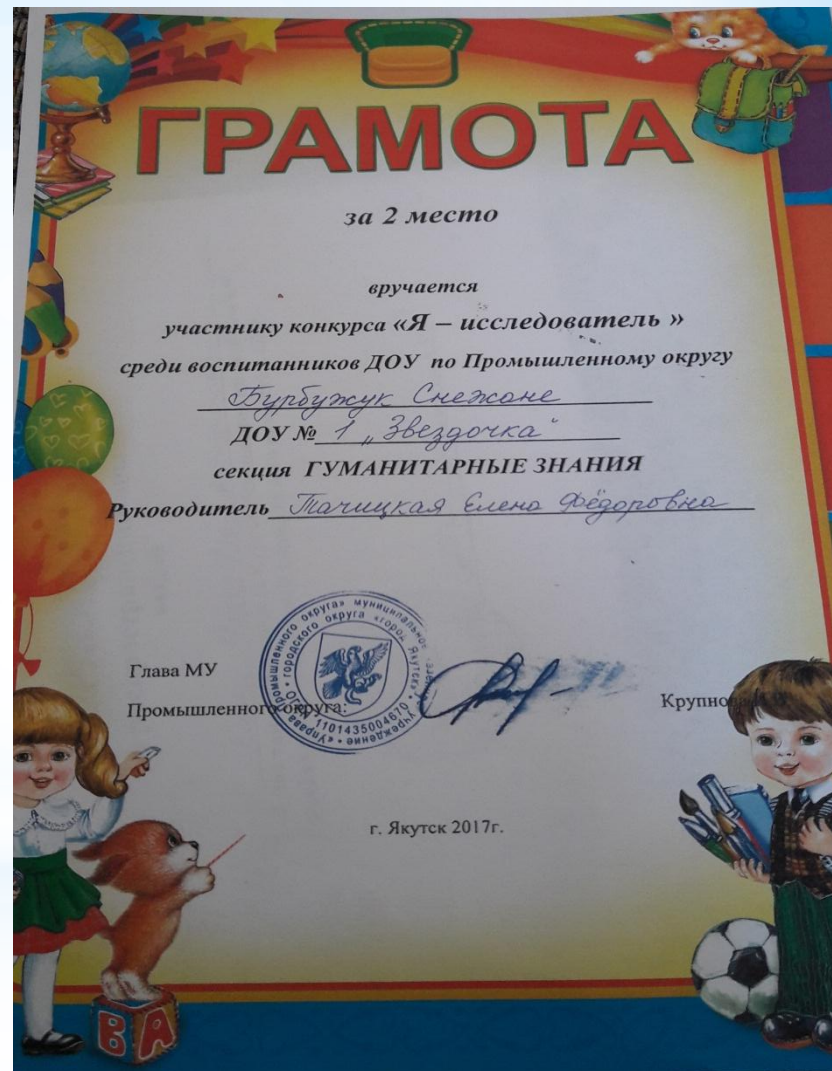 ГРАМОТА
за 2 место
вручается
участнику конкурса «Я – исследователь »
среди воспитанников ДОУ по Промышленному округу
Бурбужук Снежане
ДОУ № 1 „Звездочка"
секция ГУМАНИТАРНЫЕ ЗНАНИЯ
Руководитель Тачицкая Елена Фёдоровна
Глава МУ
Промышленного округа:
1101435004670
г. Якутск 2017г.
В А